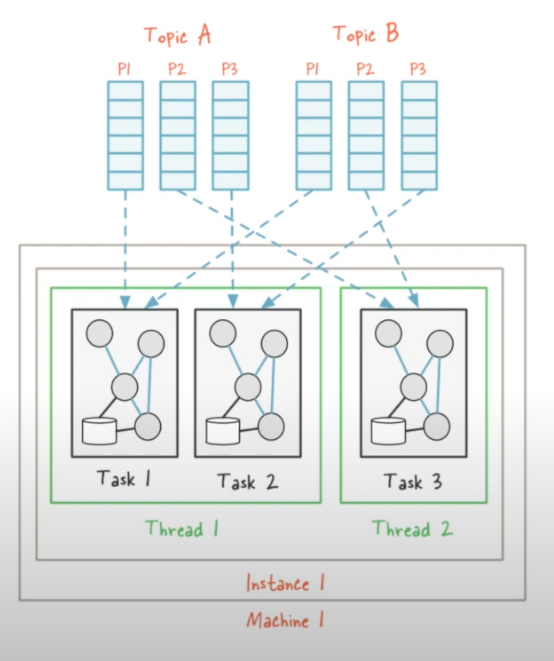 Topic A Topic B
P1 P2 P3 P1 P2 P3
Task 1 Task 2 Task 3
Thread 1 Thread 2
Instance 1
Machine 1